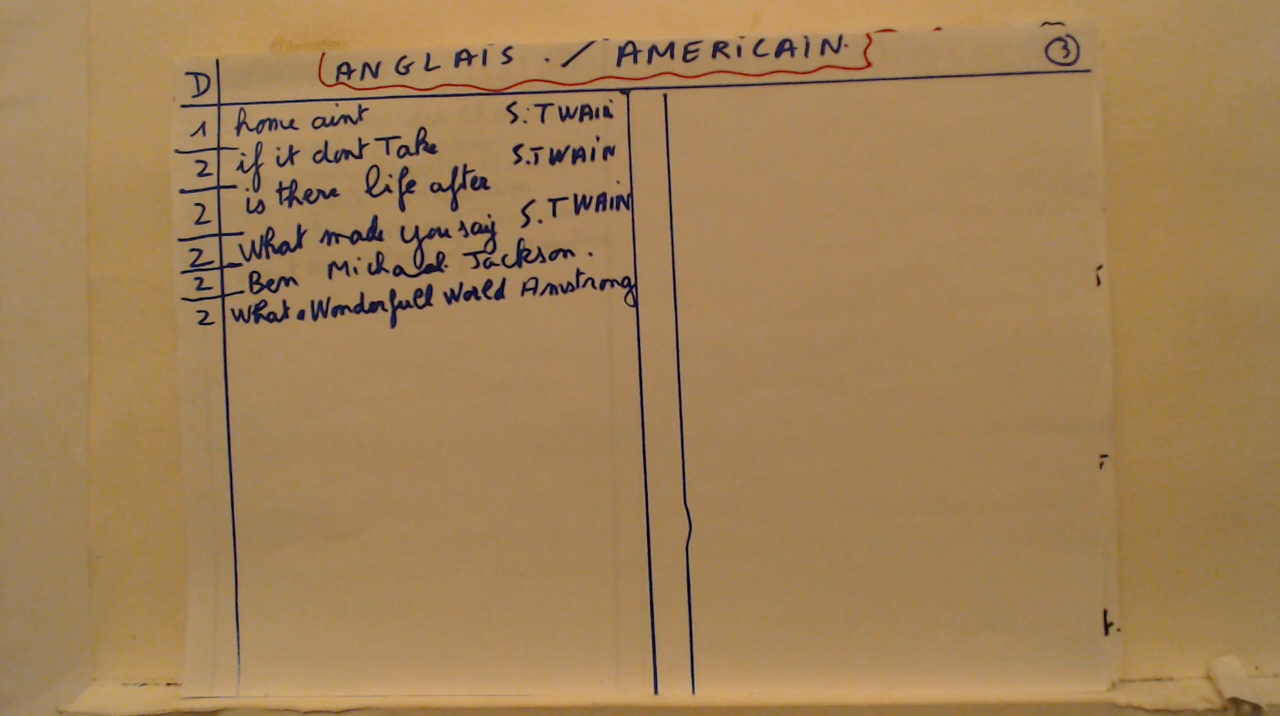 D ANGLAIS . / AMERICAIN. 3
1 home aint S. TWAIN
2 if it dont Take S.TWAIN
2 is there life after
2 What made you say S.TWAIN
2 Ben Michael Jackson.
2 What a Wonderfull World Amstrong